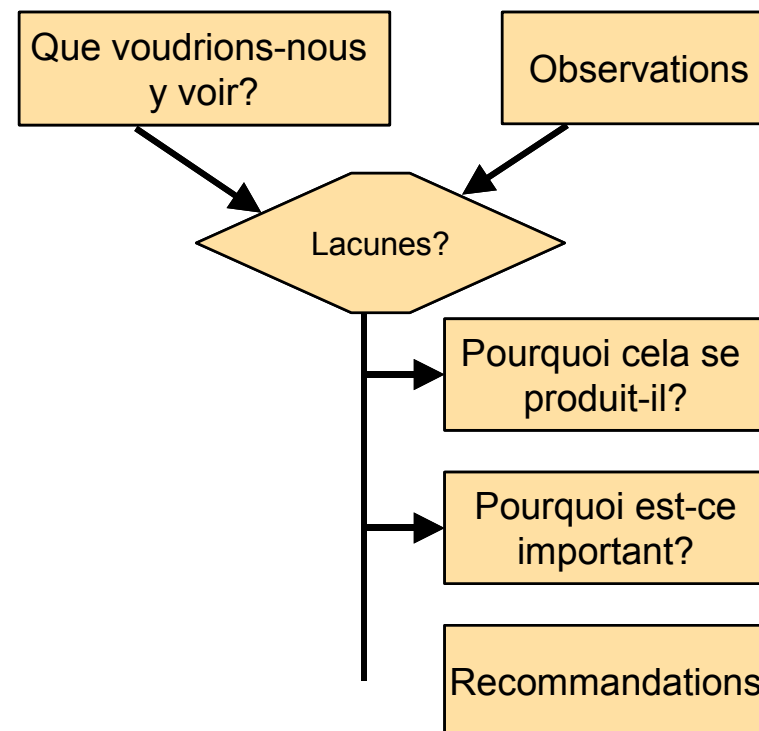 Que voudrions-nous
y voir?
Observations
Lacunes?
Pourquoi cela se
produit-il?
Pourquoi est-ce
important?
Recommandations